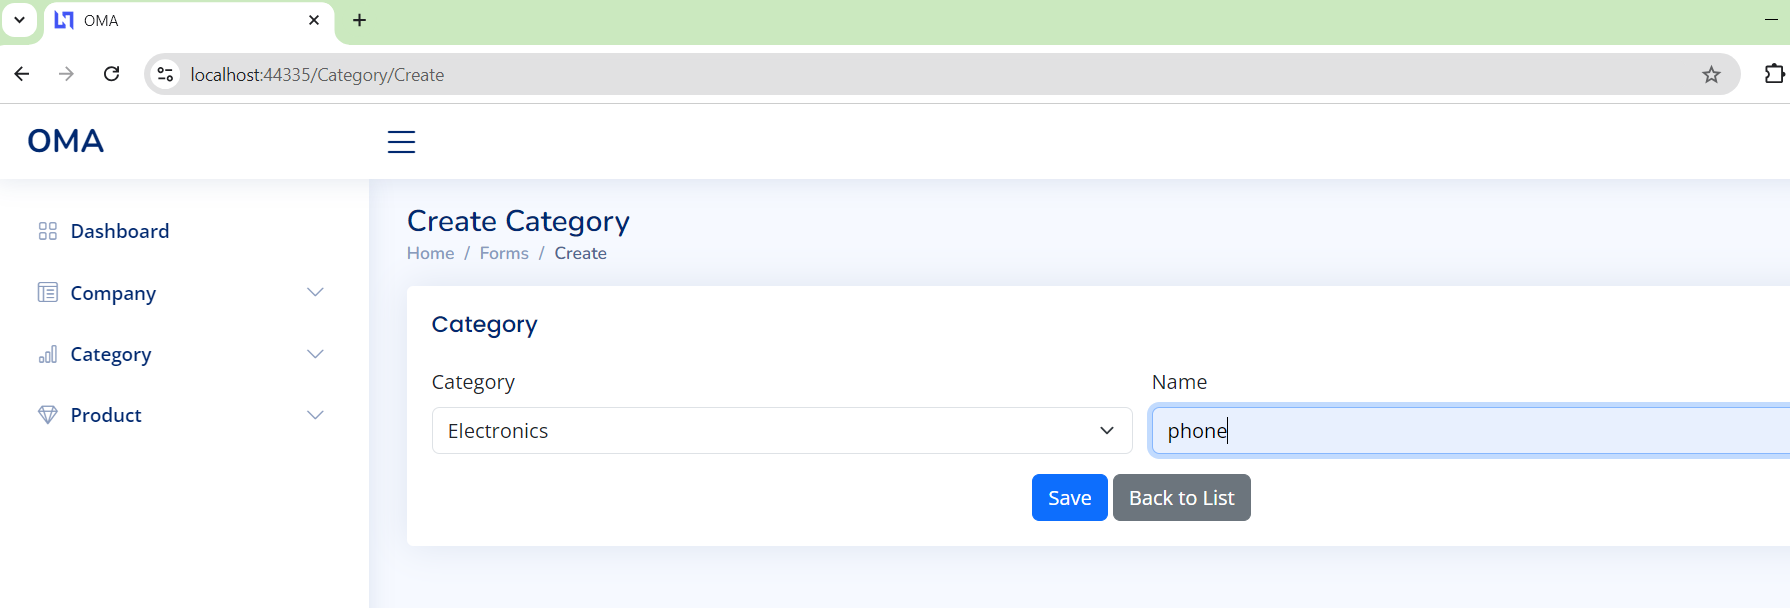 OMA
localhost:44335/Category/Create
OMA
Dashboard
Company
Category
Product
Create Category
Home / Forms / Create
Category
Category
Electronics
Name
phone
Save
Back to List